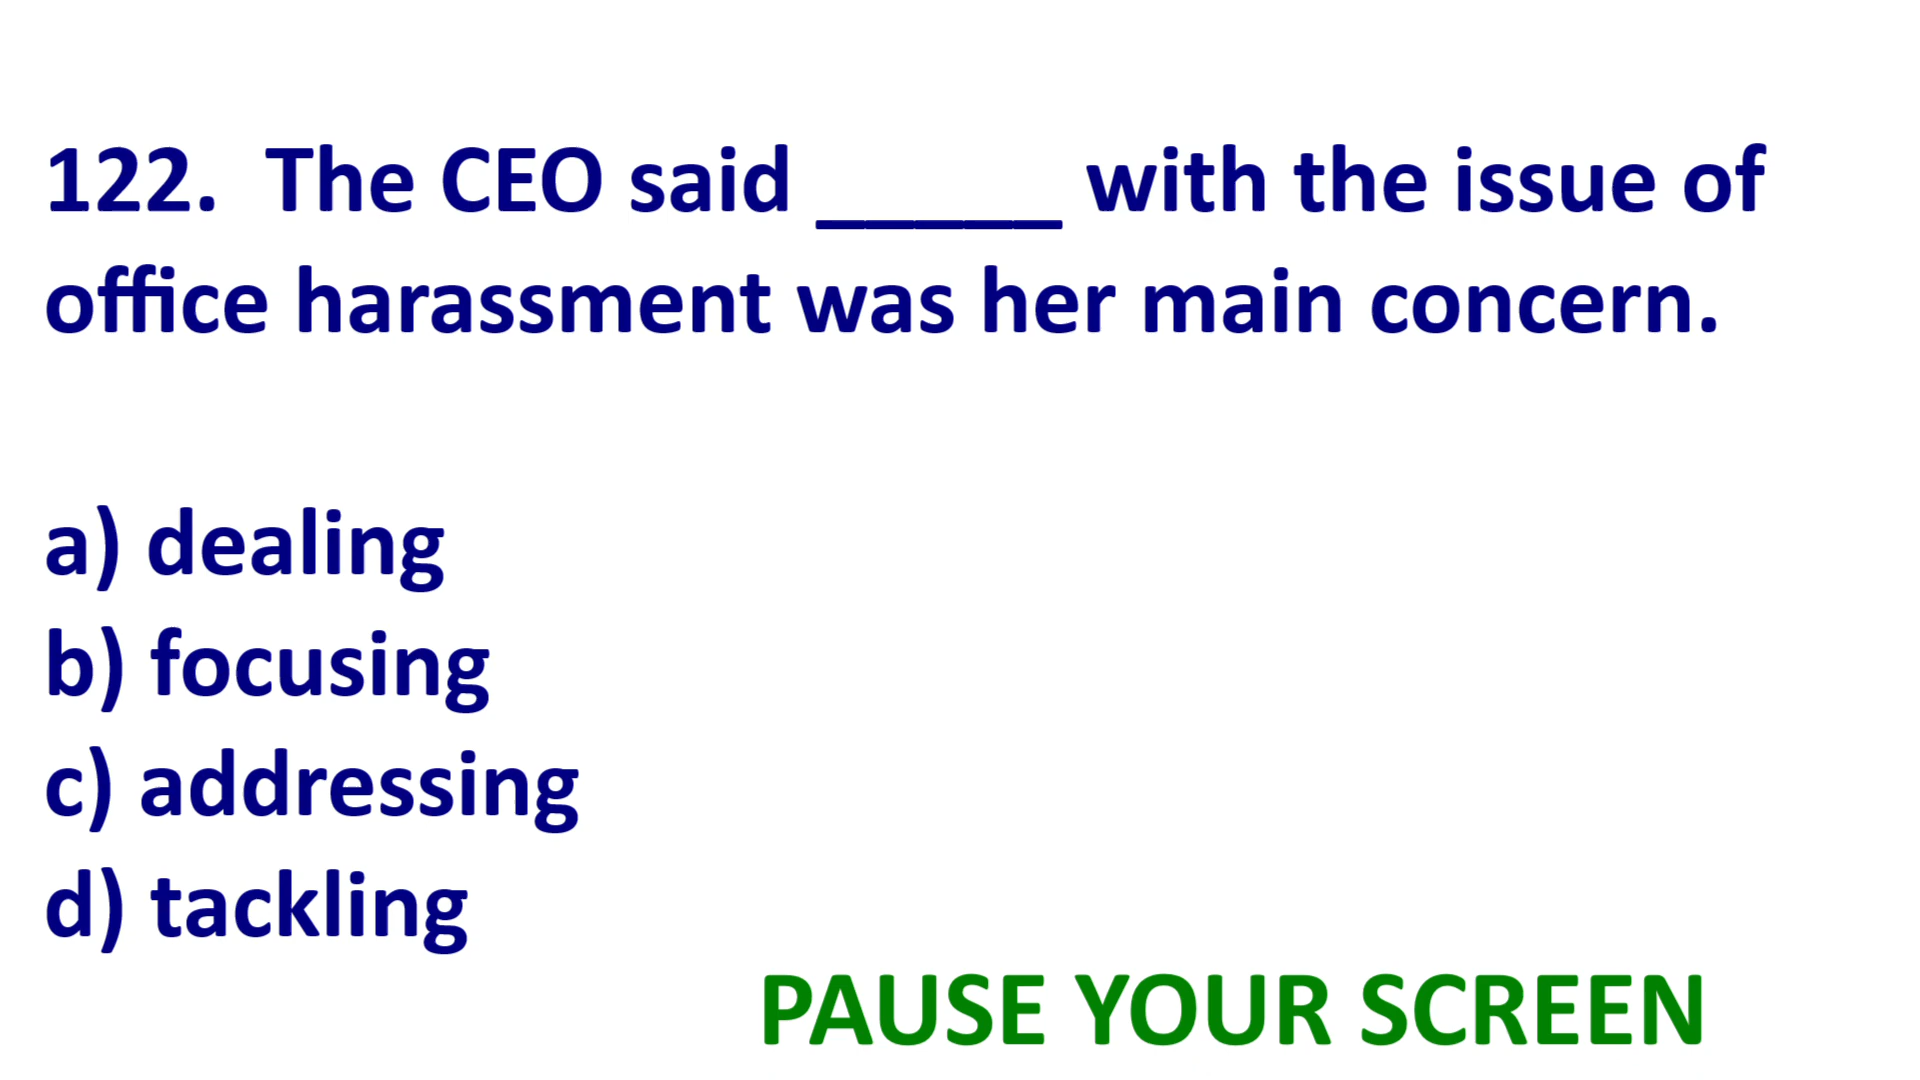 122.  The CEO said _____ with the issue of
office harassment was her main concern.
a) dealing
b) focusing
c) addressing
d) tackling
PAUSE YOUR SCREEN